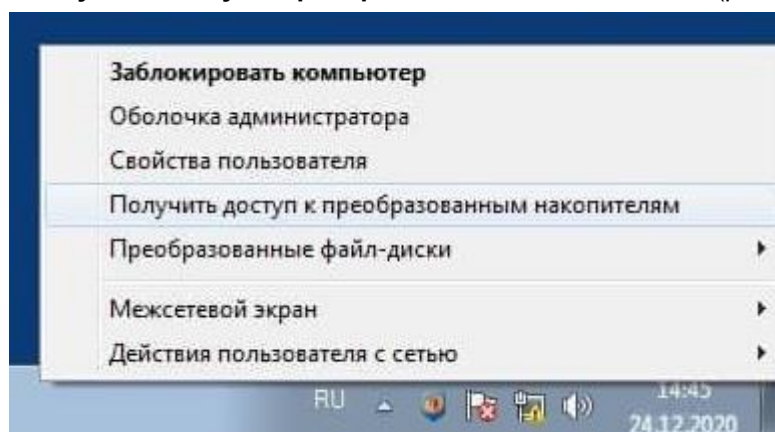 Заблокировать компьютер
Оболочка администратора
Свойства пользователя
Получить доступ к преобразованным накопителям
Преобразованные файл-диски
Межсетевой экран
Действия пользователя с сетью
RU
14:45
24.12.2020